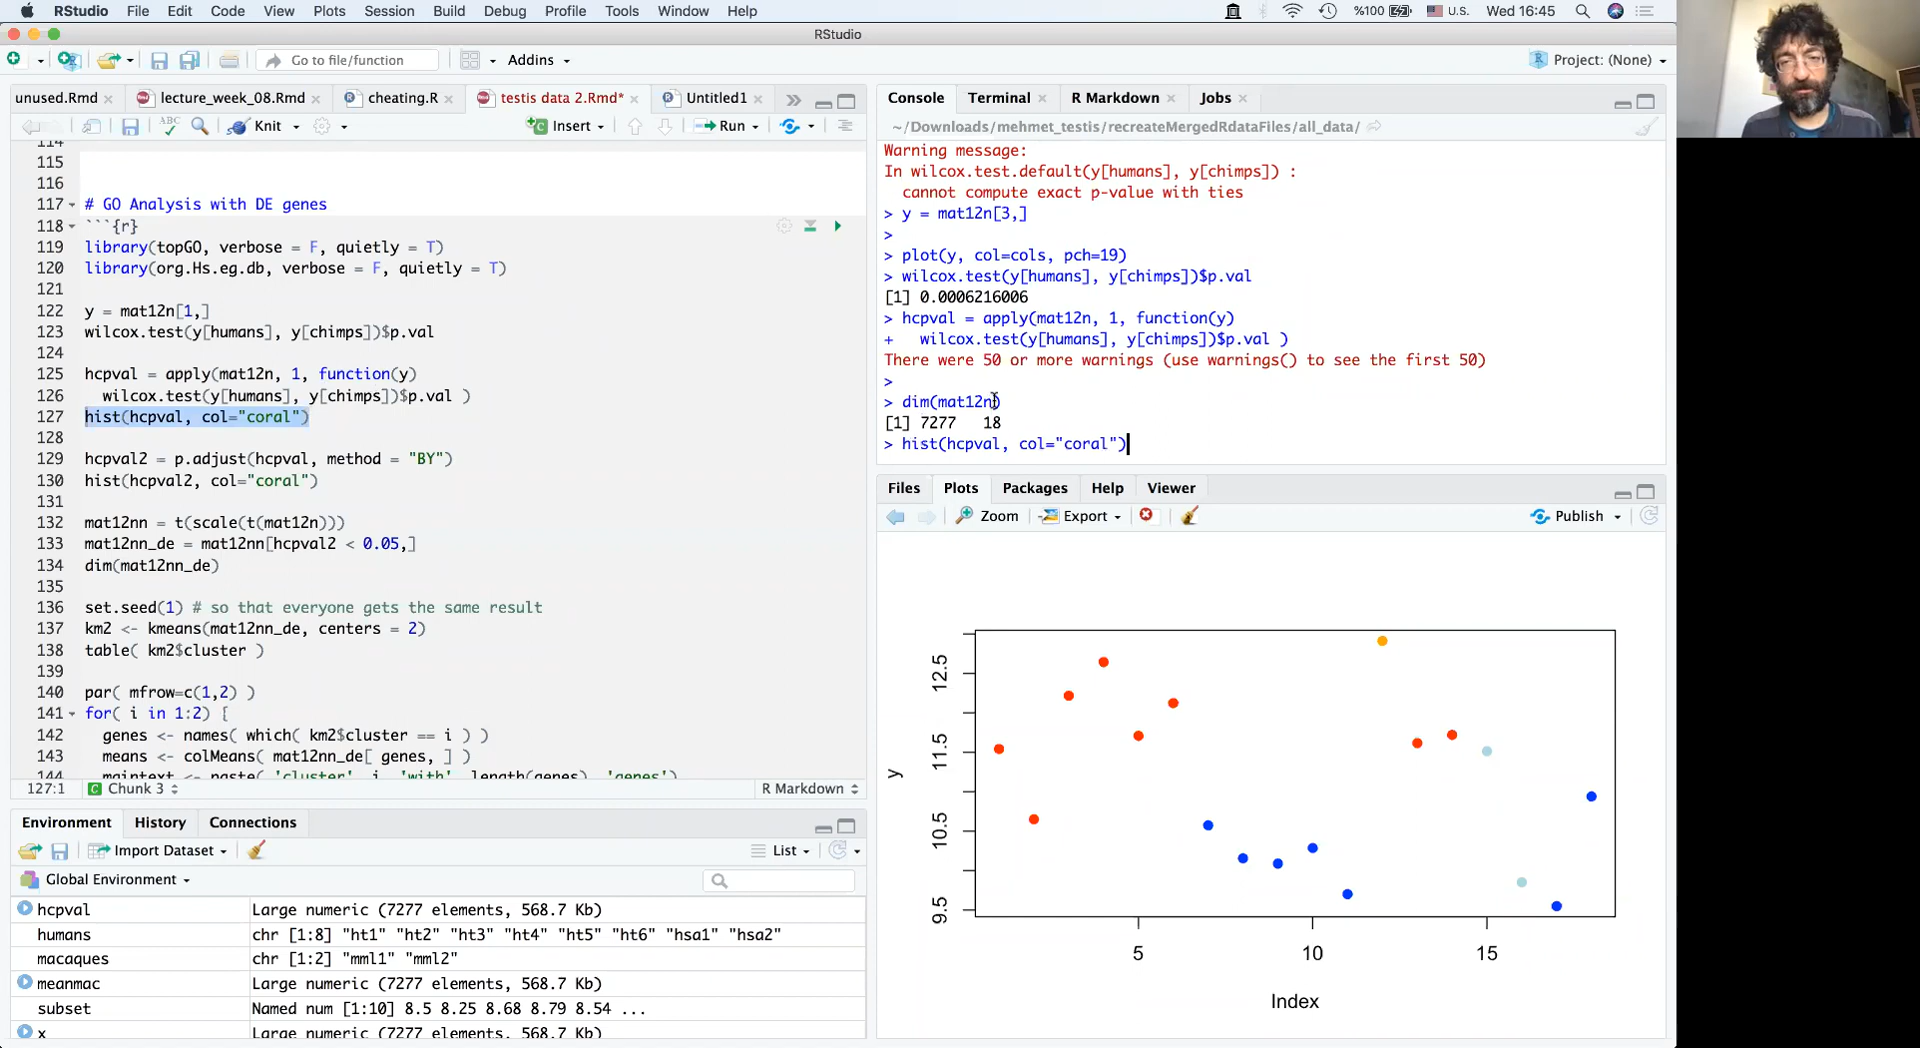 RStudio File Edit Code View Plots Session Build Debug Profile Tools Window Help %100 U.S. Wed 16:45
RStudio
Go to file/function Addins Project: (None)
unused.Rmd lecture_week_08.Rmd cheating.R testis data 2.Rmd* Untitled1
ABC Knit Insert Run
114
115
116
117 # GO Analysis with DE genes
118 ```{r}
119 library(topGO, verbose = F, quietly = T)
120 library(org.Hs.eg.db, verbose = F, quietly = T)
121
122 y = mat12n[1,]
123 wilcox.test(y[humans], y[chimps])$p.val
124
125 hcpval = apply(mat12n, 1, function(y)
126 wilcox.test(y[humans], y[chimps])$p.val )
127 hist(hcpval, col="coral")
128
129 hcpval2 = p.adjust(hcpval, method = "BY")
130 hist(hcpval2, col="coral")
131
132 mat12nn = t(scale(t(mat12n)))
133 mat12nn_de = mat12nn[hcpval2 < 0.05,]
134 dim(mat12nn_de)
135
136 set.seed(1) # so that everyone gets the same result
137 km2 <- kmeans(mat12nn_de, centers = 2)
138 table( km2$cluster )
139
140 par( mfrow=c(1,2) )
141 for( i in 1:2) {
142 genes <- names( which( km2$cluster == i ) )
143 means <- colMeans( mat12nn_de[ genes, ] )
144 maintext <- paste( 'cluster', i, 'with', length(genes), 'genes')
127:1 Chunk 3 R Markdown
Environment History Connections
Import Dataset List
Global Environment
hcpval Large numeric (7277 elements, 568.7 Kb)
humans chr [1:8] "ht1" "ht2" "ht3" "ht4" "ht5" "ht6" "hsa1" "hsa2"
macaques chr [1:2] "mml1" "mml2"
meanmac Large numeric (7277 elements, 568.7 Kb)
subset Named num [1:10] 8.5 8.25 8.68 8.79 8.54 ...
x Large numeric (7277 elements, 568.7 Kb)
Console Terminal R Markdown Jobs
~/Downloads/mehmet_testis/recreateMergedRdataFiles/all_data/
Warning message:
In wilcox.test.default(y[humans], y[chimps]) :
cannot compute exact p-value with ties
> y = mat12n[3,]
>
> plot(y, col=cols, pch=19)
> wilcox.test(y[humans], y[chimps])$p.val
[1] 0.0006216006
> hcpval = apply(mat12n, 1, function(y)
+ wilcox.test(y[humans], y[chimps])$p.val )
There were 50 or more warnings (use warnings() to see the first 50)
>
> dim(mat12n)
[1] 7277 18
> hist(hcpval, col="coral")
Files Plots Packages Help Viewer
Zoom Export Publish
12.5
11.5
10.5
9.5
y
5 10 15
Index